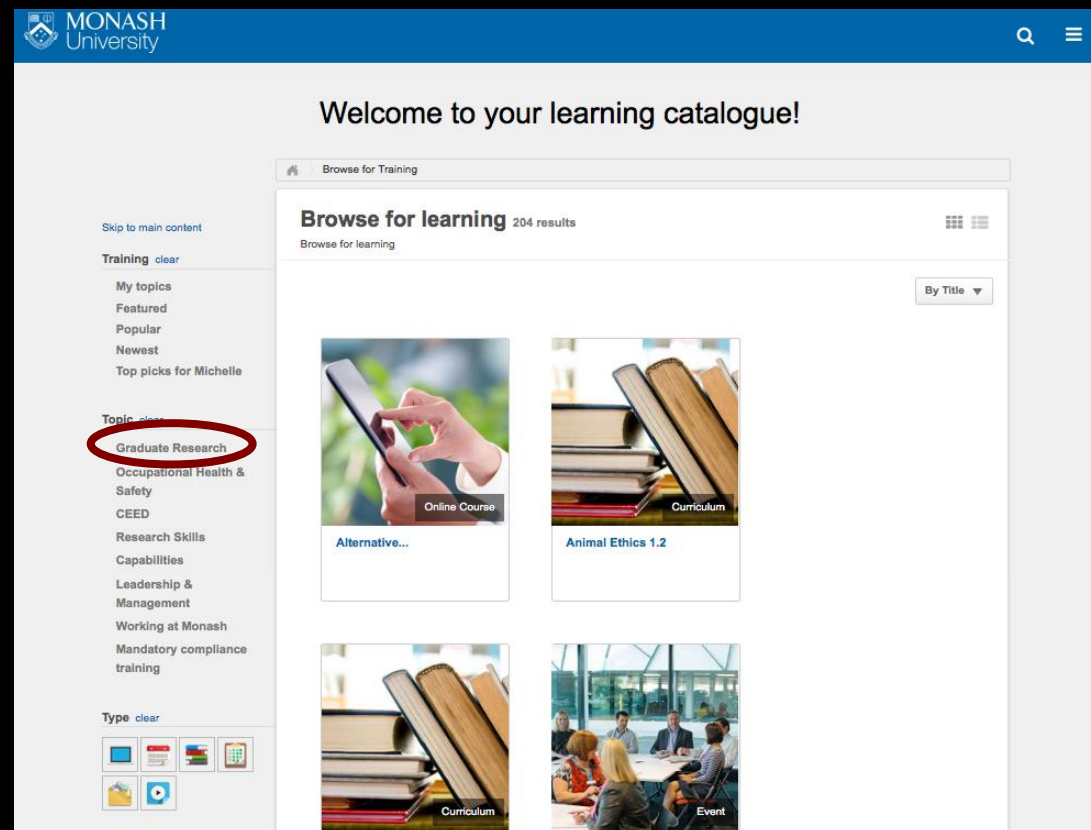 MONASH
University
Welcome to your learning catalogue!
Browse for Training
Skip to main content
Training clear
My topics
Featured
Popular
Newest
Top picks for Michelle
Topic clear
Graduate Research
Occupational Health &
Safety
CEED
Research Skills
Capabilities
Leadership &
Management
Working at Monash
Mandatory compliance
training
Type clear
Browse for learning 204 results
Browse for learning
By Title
Online Course
Alternative...
Curriculum
Animal Ethics 1.2
Curriculum
Event